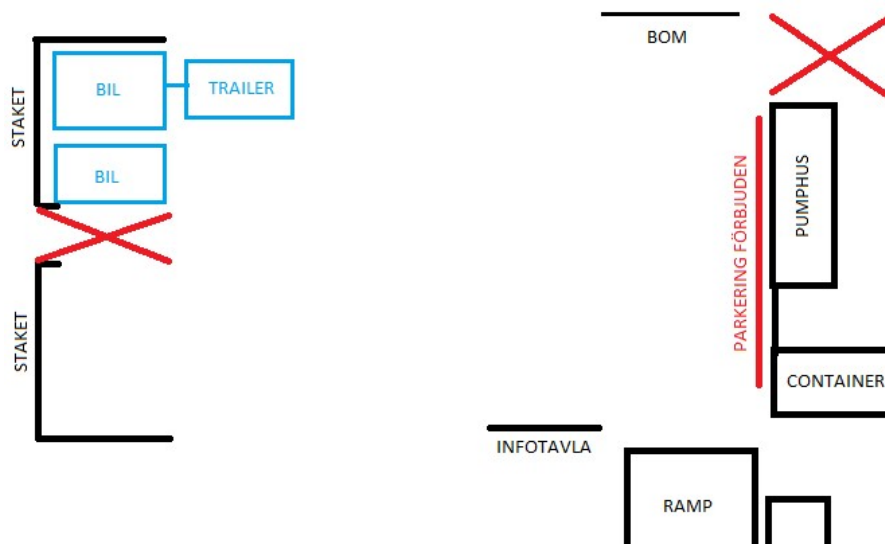 BOM
STAKET
BIL
TRAILER
BIL
PARKERING FÖRBJUDEN
PUMPHUS
STAKET
CONTAINER
INFOTAVLA
RAMP